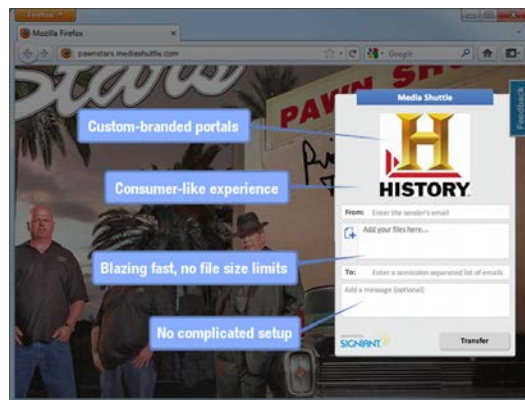 Firefox
Mozilla Firefox
pawnstars.mediashuttle.com
Google
Stars
PAWN SH
Feedback
Media Shuttle
Custom-branded portals
H
HISTORY
Consumer-like experience
From: Enter the sender's email
Add your files here...
Blazing fast, no file size limits
To: Enter a semicolon separated list of emails
Add a message (optional)
No complicated setup
SIGNIANT
Transfer